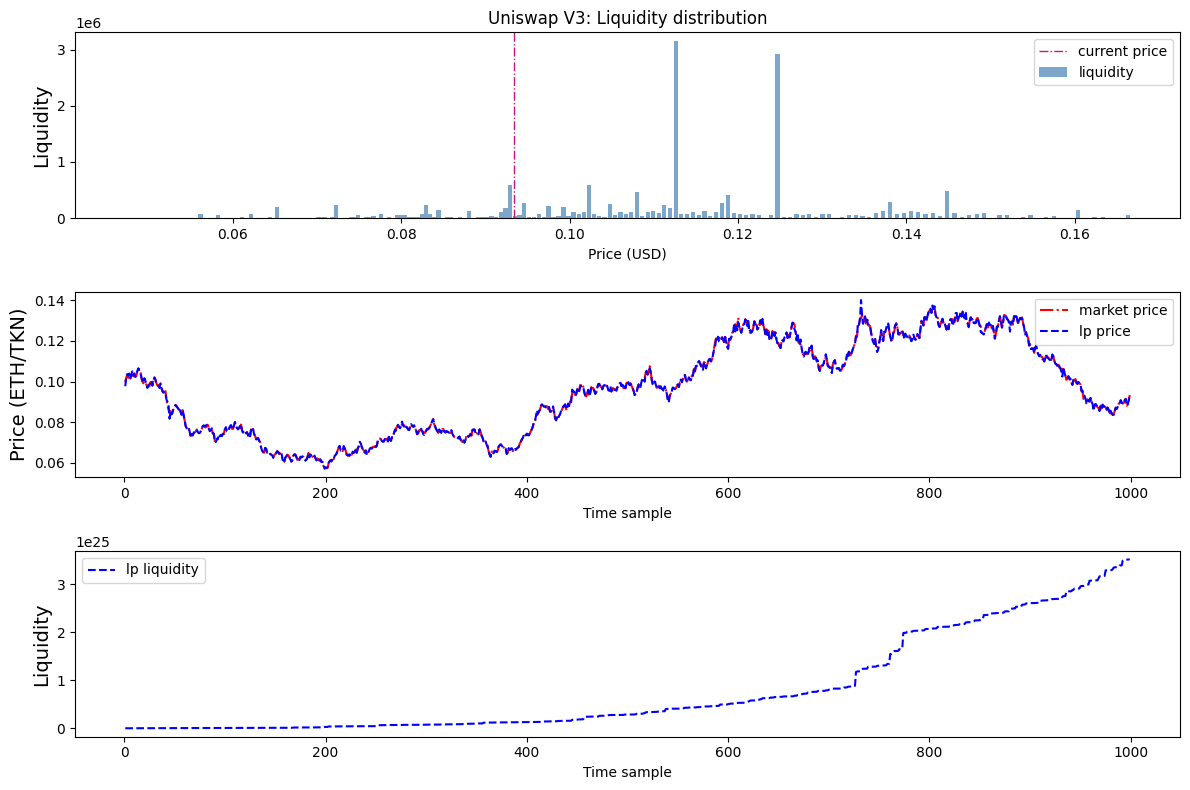 Uniswap V3: Liquidity distribution
1e6
3
2
1
0
Liquidity
current price
liquidity
0.06
0.08
0.10
0.12
0.14
0.16
Price (USD)
0.14
0.12
0.10
0.08
0.06
Price (ETH/TKN)
market price
lp price
0
200
400
600
800
1000
Time sample
1e25
3
2
1
0
Liquidity
lp liquidity
0
200
400
600
800
1000
Time sample